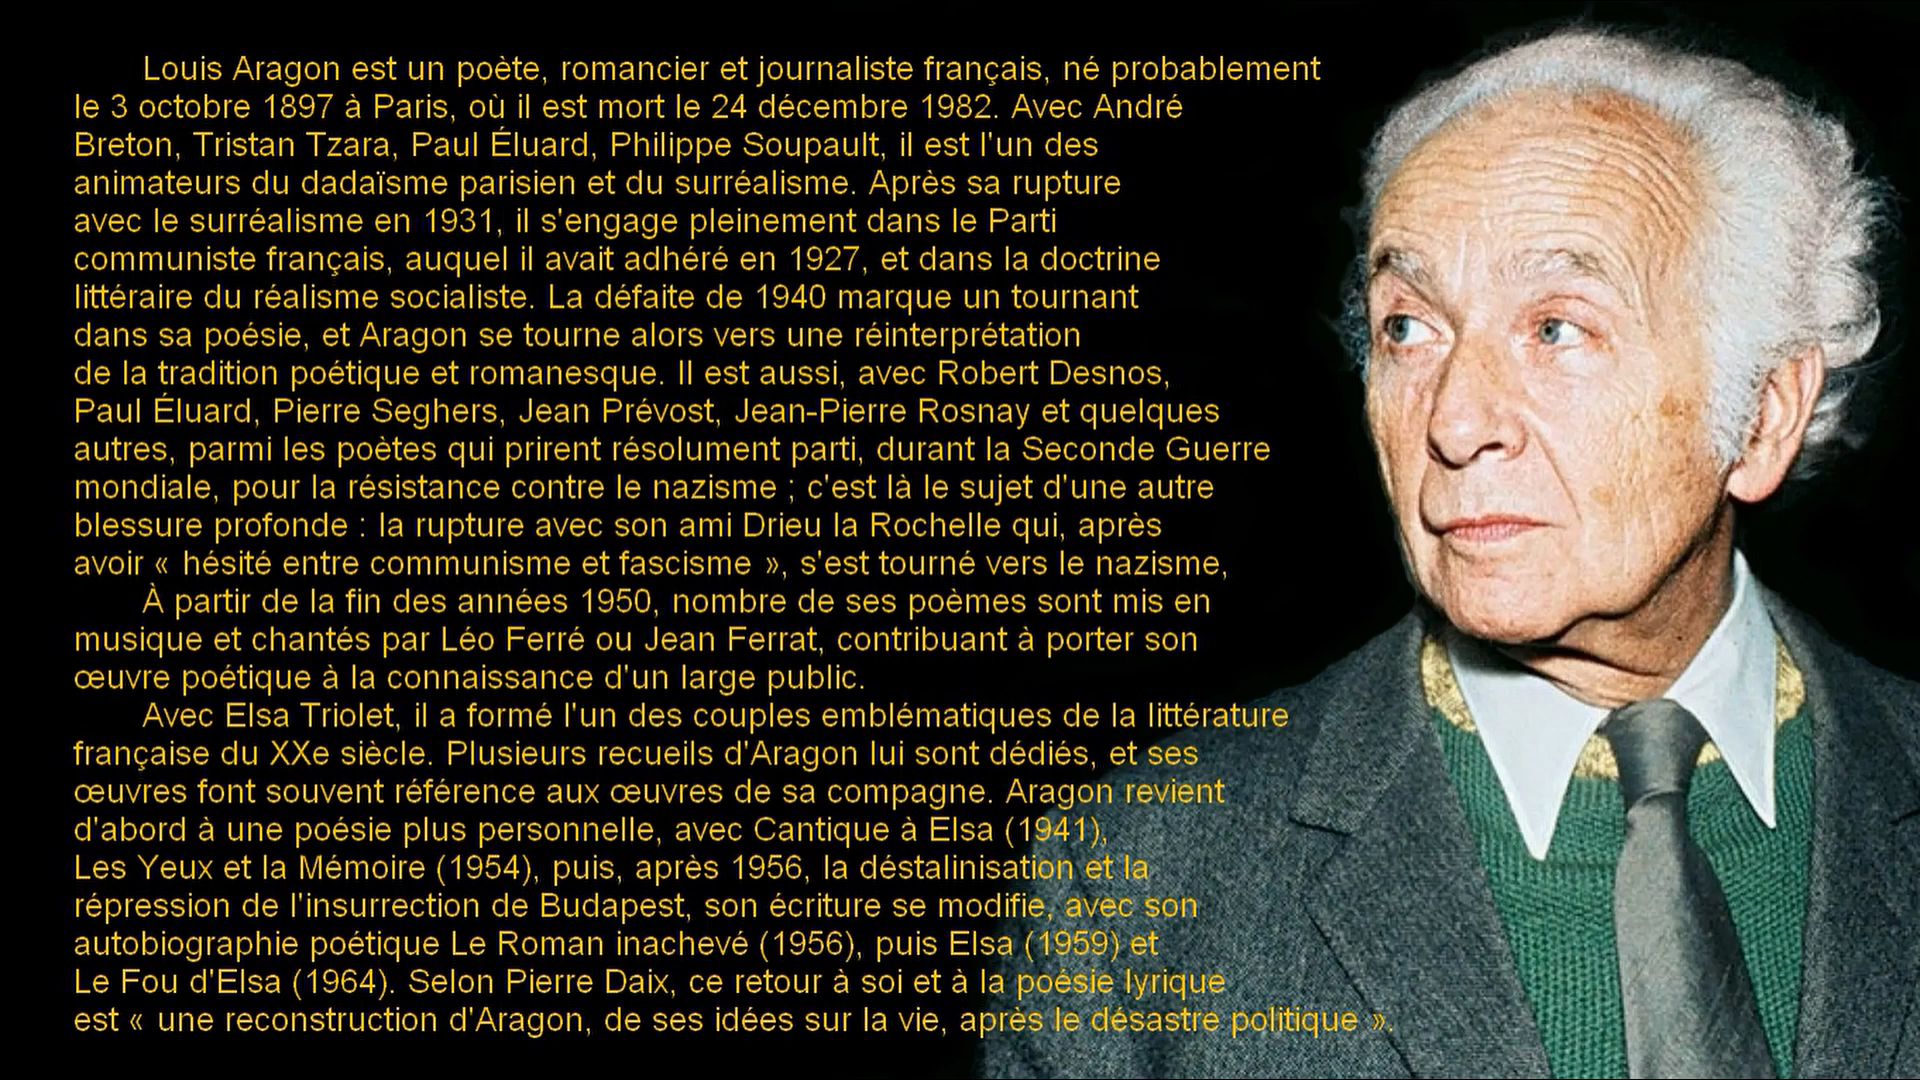 Louis Aragon est un poète, romancier et journaliste français, né probablement
le 3 octobre 1897 à Paris, où il est mort le 24 décembre 1982. Avec André
Breton, Tristan Tzara, Paul Éluard, Philippe Soupault, il est l'un des
animateurs du dadaïsme parisien et du surréalisme. Après sa rupture
avec le surréalisme en 1931, il s'engage pleinement dans le Parti
communiste français, auquel il avait adhéré en 1927, et dans la doctrine
littéraire du réalisme socialiste. La défaite de 1940 marque un tournant
dans sa poésie, et Aragon se tourne alors vers une réinterprétation
de la tradition poétique et romanesque. Il est aussi, avec Robert Desnos,
Paul Éluard, Pierre Seghers, Jean Prévost, Jean-Pierre Rosnay et quelques
autres, parmi les poètes qui prirent résolument parti, durant la Seconde Guerre
mondiale, pour la résistance contre le nazisme ; c'est là le sujet d'une autre
blessure profonde : la rupture avec son ami Drieu la Rochelle qui, après
avoir « hésité entre communisme et fascisme », s'est tourné vers le nazisme,
À partir de la fin des années 1950, nombre de ses poèmes sont mis en
musique et chantés par Léo Ferré ou Jean Ferrat, contribuant à porter son
œuvre poétique à la connaissance d'un large public.
Avec Elsa Triolet, il a formé l'un des couples emblématiques de la littérature
française du XXe siècle. Plusieurs recueils d'Aragon lui sont dédiés, et ses
œuvres font souvent référence aux œuvres de sa compagne. Aragon revient
d'abord à une poésie plus personnelle, avec Cantique à Elsa (1941),
Les Yeux et la Mémoire (1954), puis, après 1956, la déstalinisation et la
répression de l'insurrection de Budapest, son écriture se modifie, avec son
autobiographie poétique Le Roman inachevé (1956), puis Elsa (1959) et
Le Fou d'Elsa (1964). Selon Pierre Daix, ce retour à soi et à la poésie lyrique
est « une reconstruction d'Aragon, de ses idées sur la vie, après le désastre politique ».